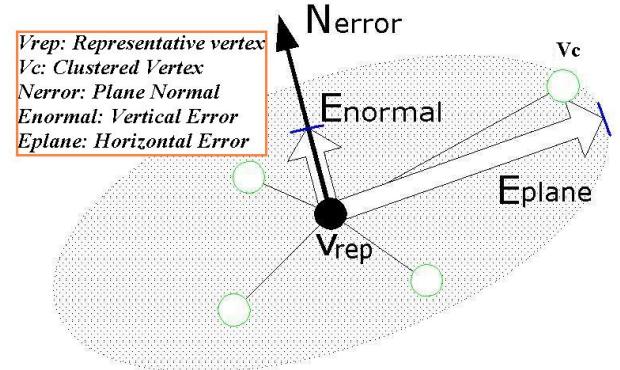 Nerror
Vc
Vrep: Representative vertex
Vc: Clustered Vertex
Nerror: Plane Normal
Enormal: Vertical Error
Eplane: Horizontal Error
Enormal
Eplane
Vrep